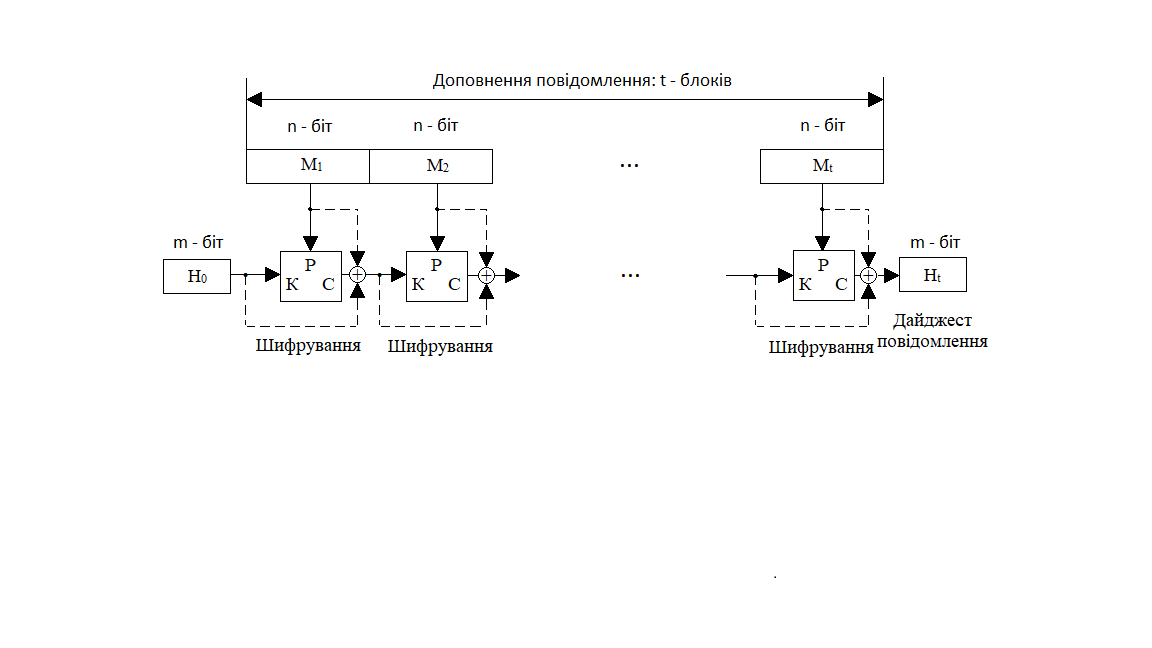 Доповнення повідомлення: t - блоків
n - біт n - біт n - біт
M1 M2 ... Mt
m - біт m - біт
H0 P K C P K C ... P K C Ht
Дайджест
повідомлення
Шифрування Шифрування Шифрування